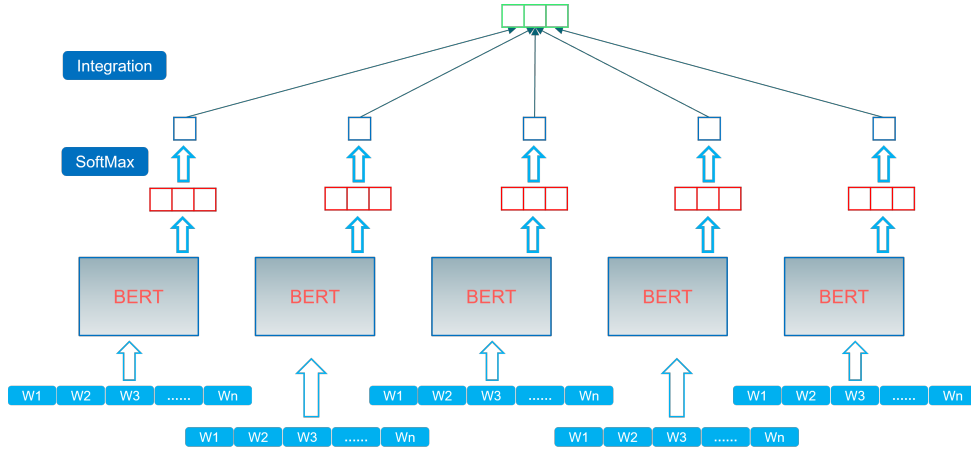 Integration
SoftMax
BERT BERT BERT BERT BERT
W1 W2 W3 ...... Wn W1 W2 W3 ...... Wn W1 W2 W3 ...... Wn
W1 W2 W3 ...... Wn W1 W2 W3 ...... Wn